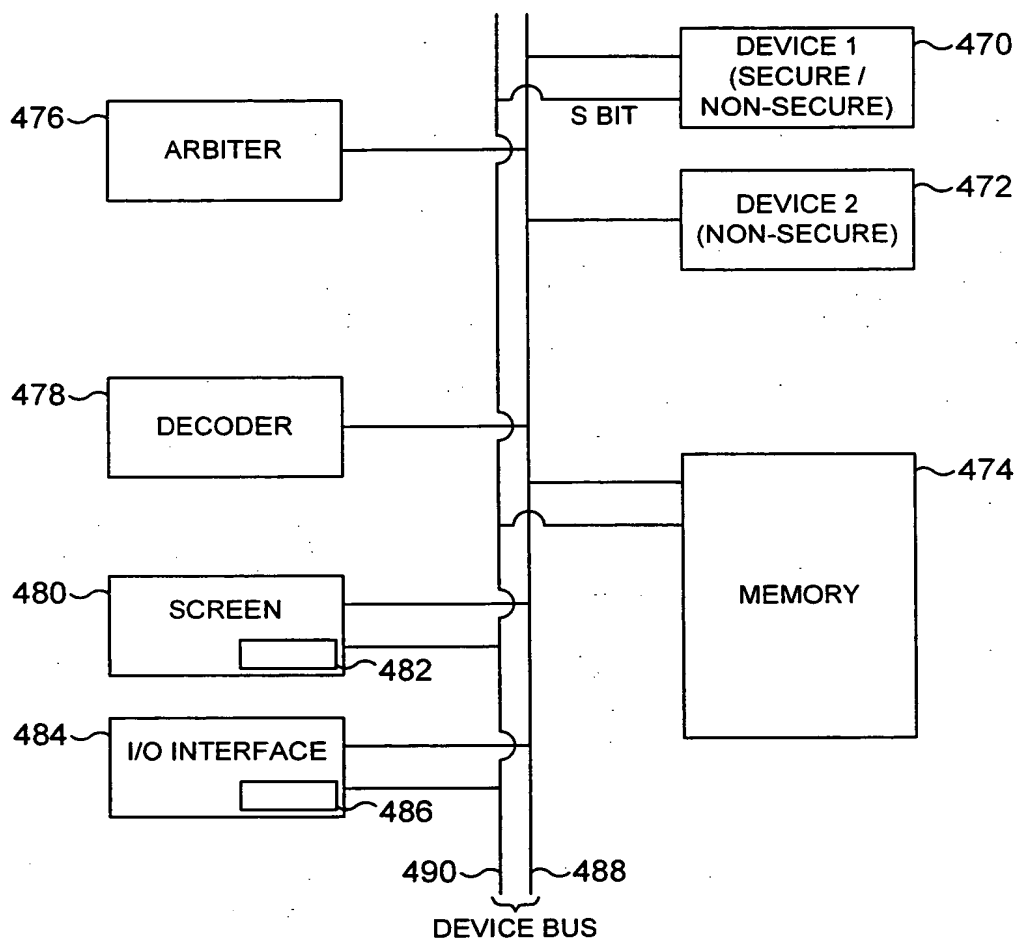 DEVICE 1
(SECURE /
NON-SECURE)
470
S BIT
476
ARBITER
DEVICE 2
(NON-SECURE)
472
478
DECODER
474
MEMORY
480
SCREEN
482
484
I/O INTERFACE
486
490
488
DEVICE BUS